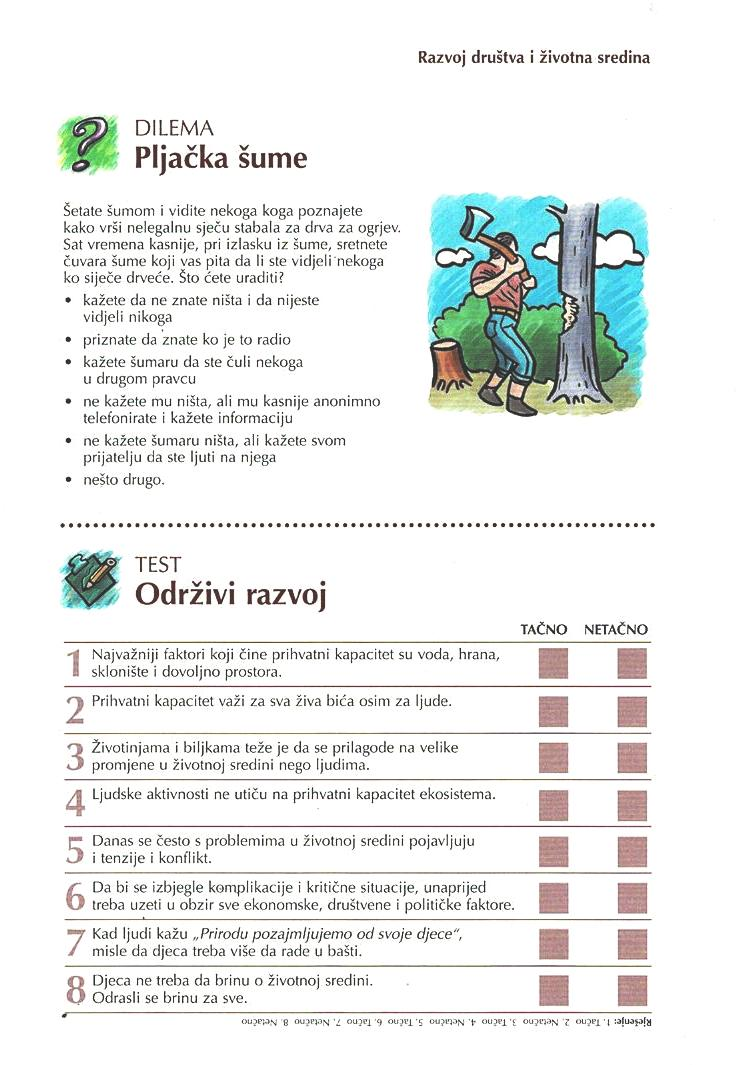 Razvoj društva i životna sredina
DILEMA
Pljačka šume
Šetate šumom i vidite nekoga koga poznajete
kako vrši nelegalnu sječu stabala za drva za ogrjev.
Sat vremena kasnije, pri izlasku iz šume, sretnete
čuvara šume koji vas pita da li ste vidjeli nekoga
ko siječe drveće. Što ćete uraditi?
• kažete da ne znate ništa i da nijeste
vidjeli nikoga
• priznate da znate ko je to radio
• kažete šumaru da ste čuli nekoga
u drugom pravcu
• ne kažete mu ništa, ali mu kasnije anonimno
telefonirate i kažete informaciju
• ne kažete šumaru ništa, ali kažete svom
prijatelju da ste ljuti na njega
• nešto drugo.
TEST
Održivi razvoj
TAČNO NETAČNO
1 Najvažniji faktori koji čine prihvatni kapacitet su voda, hrana,
sklonište i dovoljno prostora.
2 Prihvatni kapacitet važi za sva živa bića osim za ljude.
3 Životinjama i biljkama teže je da se prilagode na velike
promjene u životnoj sredini nego ljudima.
4 Ljudske aktivnosti ne utiču na prihvatni kapacitet ekosistema.
5 Danas se često s problemima u životnoj sredini pojavljuju
i tenzije i konflikt.
6 Da bi se izbjegle komplikacije i kritične situacije, unaprijed
treba uzeti u obzir sve ekonomske, društvene i političke faktore.
7 Kad ljudi kažu „Prirodu pozajmljujemo od svoje djece“,
misle da djeca treba više da rade u bašti.
8 Djeca ne treba da brinu o životnoj sredini.
Odrasli se brinu za sve.
Rješenje: 1. Tačno 2. Netačno 3. Tačno 4. Netačno 5. Tačno 6. Tačno 7. Netačno 8. Netačno